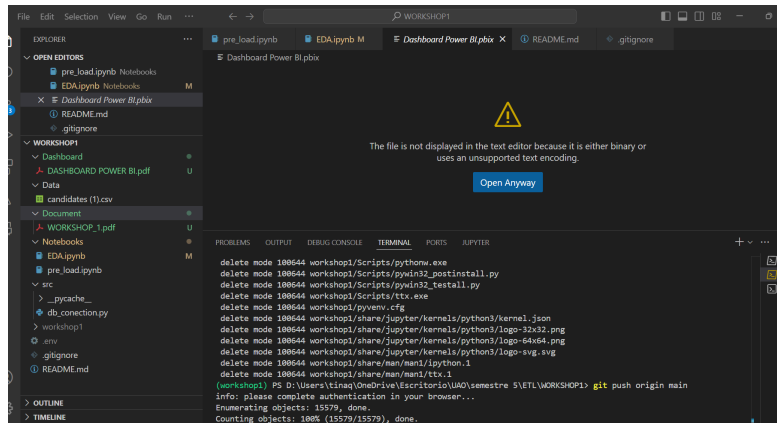 File Edit Selection View Go Run ··· WORKSHOP1
EXPLORER ···
OPEN EDITORS
pre_load.ipynb Notebooks
EDA.ipynb Notebooks M
Dashboard Power BI.pbix
README.md
.gitignore
WORKSHOP1
Dashboard
DASHBOARD POWER BI.pdf U
Data
candidates (1).csv
Document
WORKSHOP_1.pdf U
Notebooks
EDA.ipynb M
pre_load.ipynb
src
__pycache__
db_conection.py
workshop1
.env
.gitignore
README.md
OUTLINE
TIMELINE
3
pre_load.ipynb EDA.ipynb M Dashboard Power BI.pbix README.md .gitignore
Dashboard Power BI.pbix
The file is not displayed in the text editor because it is either binary or
uses an unsupported text encoding.
Open Anyway
PROBLEMS OUTPUT DEBUG CONSOLE TERMINAL PORTS JUPYTER
delete mode 100644 workshop1/Scripts/pythonw.exe
delete mode 100644 workshop1/Scripts/pywin32_postinstall.py
delete mode 100644 workshop1/Scripts/pywin32_testall.py
delete mode 100644 workshop1/Scripts/ttx.exe
delete mode 100644 workshop1/pyvenv.cfg
delete mode 100644 workshop1/share/jupyter/kernels/python3/kernel.json
delete mode 100644 workshop1/share/jupyter/kernels/python3/logo-32x32.png
delete mode 100644 workshop1/share/jupyter/kernels/python3/logo-64x64.png
delete mode 100644 workshop1/share/jupyter/kernels/python3/logo-svg.svg
delete mode 100644 workshop1/share/man/man1/ipython.1
delete mode 100644 workshop1/share/man/man1/ttx.1
(workshop1) PS D:\Users\tinaq\OneDrive\Escritorio\UAO\semestre 5\ETL\WORKSHOP1> git push origin main
info: please complete authentication in your browser...
Enumerating objects: 15579, done.
Counting objects: 100% (15579/15579), done.